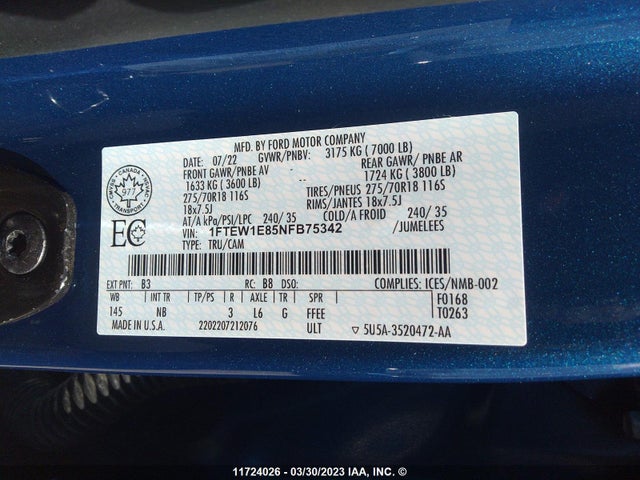 MFD. BY FORD MOTOR COMPANY
DATE: 07/22 GVWR/PNBV: 3175 KG ( 7000 LB)
FRONT GAWR/PNBE AV REAR GAWR/ PNBE AR
1633 KG ( 3600 LB) 1724 KG ( 3800 LB)
275/70R18 116S TIRES/PNEUS 275/70R18 116S
18x7.5J RIMS/JANTES 18x7.5J
AT/A kPa/PSI/LPC 240/ 35 COLD/A FROID 240/ 35
VIN: 1FTEW1E85NFB75342 /JUMELEES
TYPE: TRU/CAM
CANADA
TRANSPORT
977
EC
EXT PNT: B3 RC: B8 DSO: COMPLIES: ICES/NMB-002
WB INT TR TP/PS R AXLE TR SPR F0168
145 NB 3 L6 G FFEE T0263
MADE IN U.S.A. 2202207212076 ULT ▽ 5U5A-3520472-AA
11724026 - 03/30/2023 IAA, INC. ©